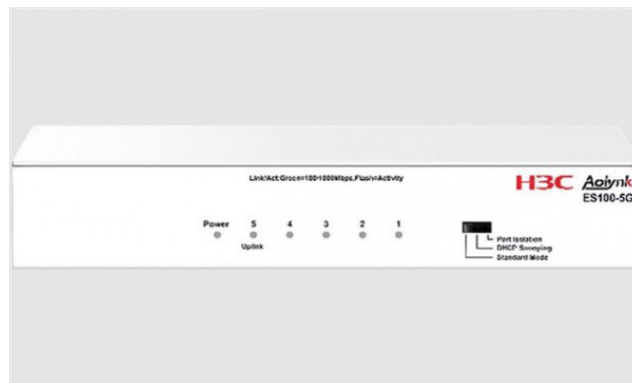 Link/Act:Green=100-1000Mbps,Flash=Activity
H3C Aolynk
ES100-5G
Power 5 4 3 2 1
Uplink
Port Isolation
DHCP Snooping
Standard Mode